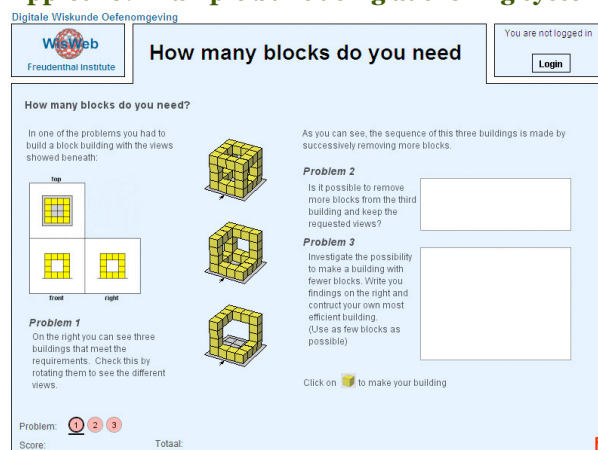 Digitale Wiskunde Oefenomgeving
WisWeb
Freudenthal Institute
How many blocks do you need
You are not logged in
Login
How many blocks do you need?
In one of the problems you had to
build a block building with the views
showed beneath:
top
front
right
Problem 1
On the right you can see three
buildings that meet the
requirements. Check this by
rotating them to see the different
views.
As you can see, the sequence of this three buildings is made by
successively removing more blocks.
Problem 2
Is it possible to remove
more blocks from the third
building and keep the
requested views?
Problem 3
Investigate the possibility
to make a building with
fewer blocks. Write you
findings on the right and
contruct your own most
efficient building.
(Use as few blocks as
possible)
Click on to make your building
Problem: 1 2 3
Score: Totaal: